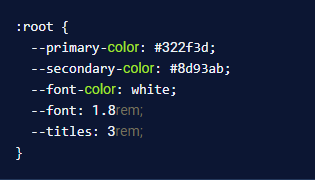 :root {
--primary-color: #322f3d;
--secondary-color: #8d93ab;
--font-color: white;
--font: 1.8rem;
--titles: 3rem;
}